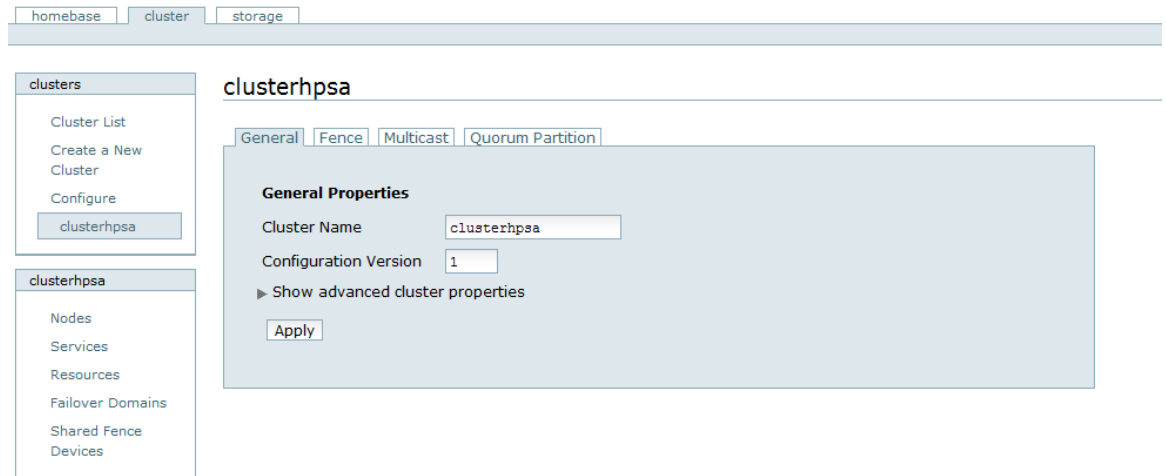 homebase cluster storage
clusters
Cluster List
Create a New
Cluster
Configure
clusterhpsa
clusterhpsa
Nodes
Services
Resources
Failover Domains
Shared Fence
Devices
clusterhpsa
General Fence Multicast Quorum Partition
General Properties
Cluster Name clusterhpsa
Configuration Version 1
Show advanced cluster properties
Apply